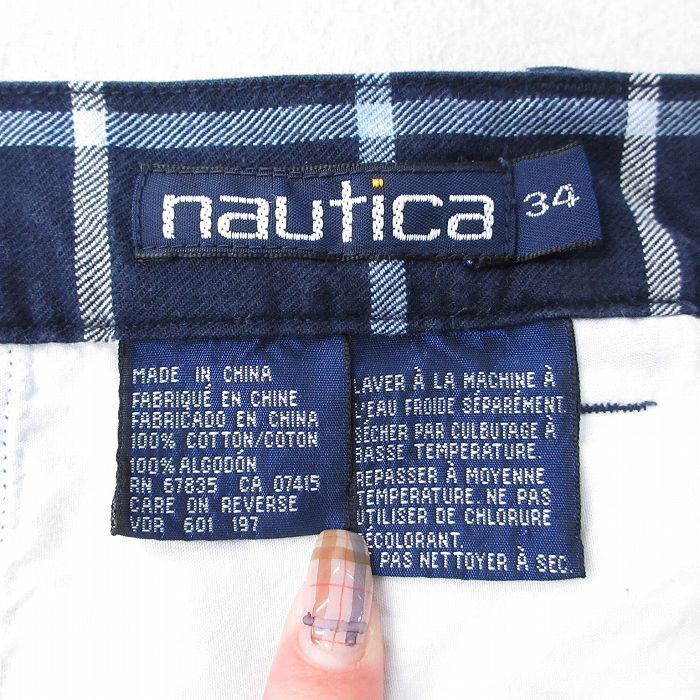 nautica
34
MADE IN CHINA
FABRIQUÉ EN CHINE
FABRICADO EN CHINA
100% COTTON/COTON
100% ALGODÓN
RN 67835 CA 07415
CARE ON REVERSE
VDR 601 197
LAVER À LA MACHINE À
L'EAU FROIDE SÉPARÉMENT.
SÉCHER PAR CULBUTAGE À
BASSE TEMPÉRATURE.
REPASSER À MOYENNE
TEMPÉRATURE. NE PAS
UTILISER DE CHLORURE
DÉCOLORANT.
PAS NETTOYER À SEC.